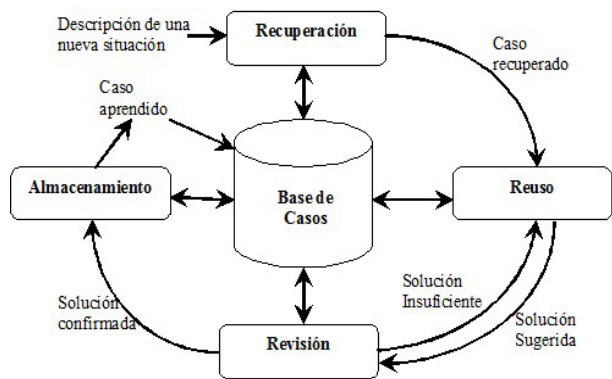 Descripción de una
nueva situación
Recuperación
Caso
recuperado
Caso
aprendido
Almacenamiento
Base de
Casos
Reuso
Solución
confirmada
Revisión
Solución
Insuficiente
Solución
Sugerida